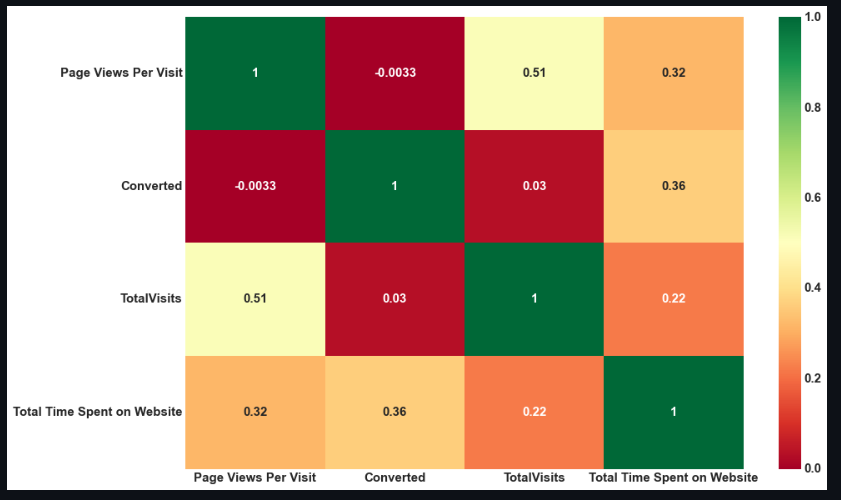 1.0
Page Views Per Visit 1 -0.0033 0.51 0.32
0.8
Converted -0.0033 1 0.03 0.36
0.6
0.4
TotalVisits 0.51 0.03 1 0.22
0.2
Total Time Spent on Website 0.32 0.36 0.22 1
0.0
Page Views Per Visit Converted TotalVisits Total Time Spent on Website